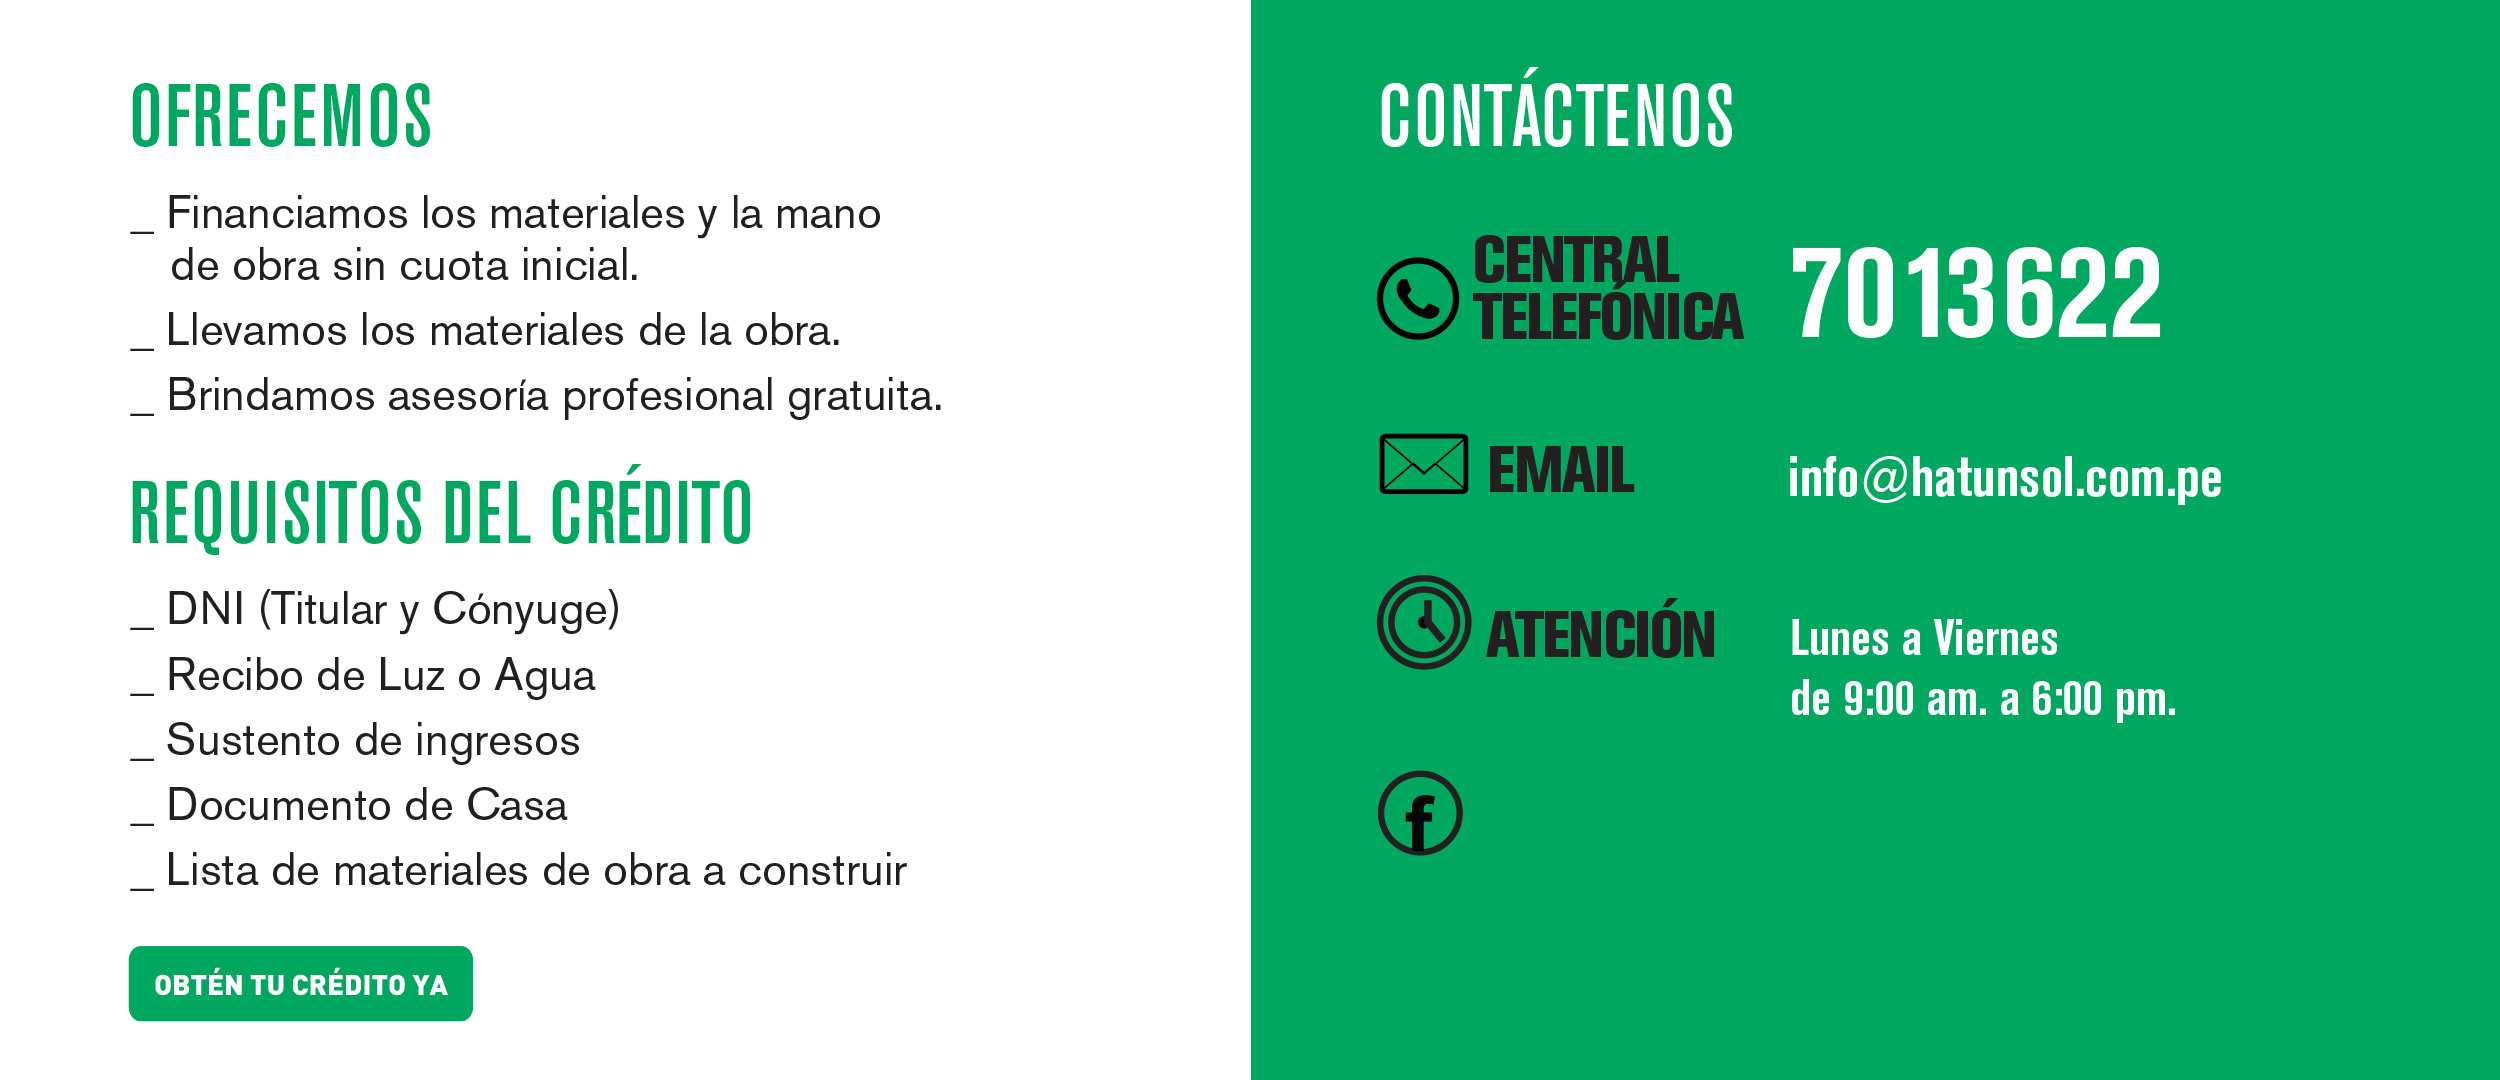 OFRECEMOS
_ Financiamos los materiales y la mano
de obra sin cuota inicial.
_ Llevamos los materiales de la obra.
_ Brindamos asesoría profesional gratuita.
REQUISITOS DEL CRÉDITO
_ DNI (Titular y Cónyuge)
_ Recibo de Luz o Agua
_ Sustento de ingresos
_ Documento de Casa
_ Lista de materiales de obra a construir
OBTÉN TU CRÉDITO YA
CONTÁCTENOS
CENTRAL
TELEFÓNICA
7013622
EMAIL
info@hatunsol.com.pe
ATENCIÓN
Lunes a Viernes
de 9:00 am. a 6:00 pm.